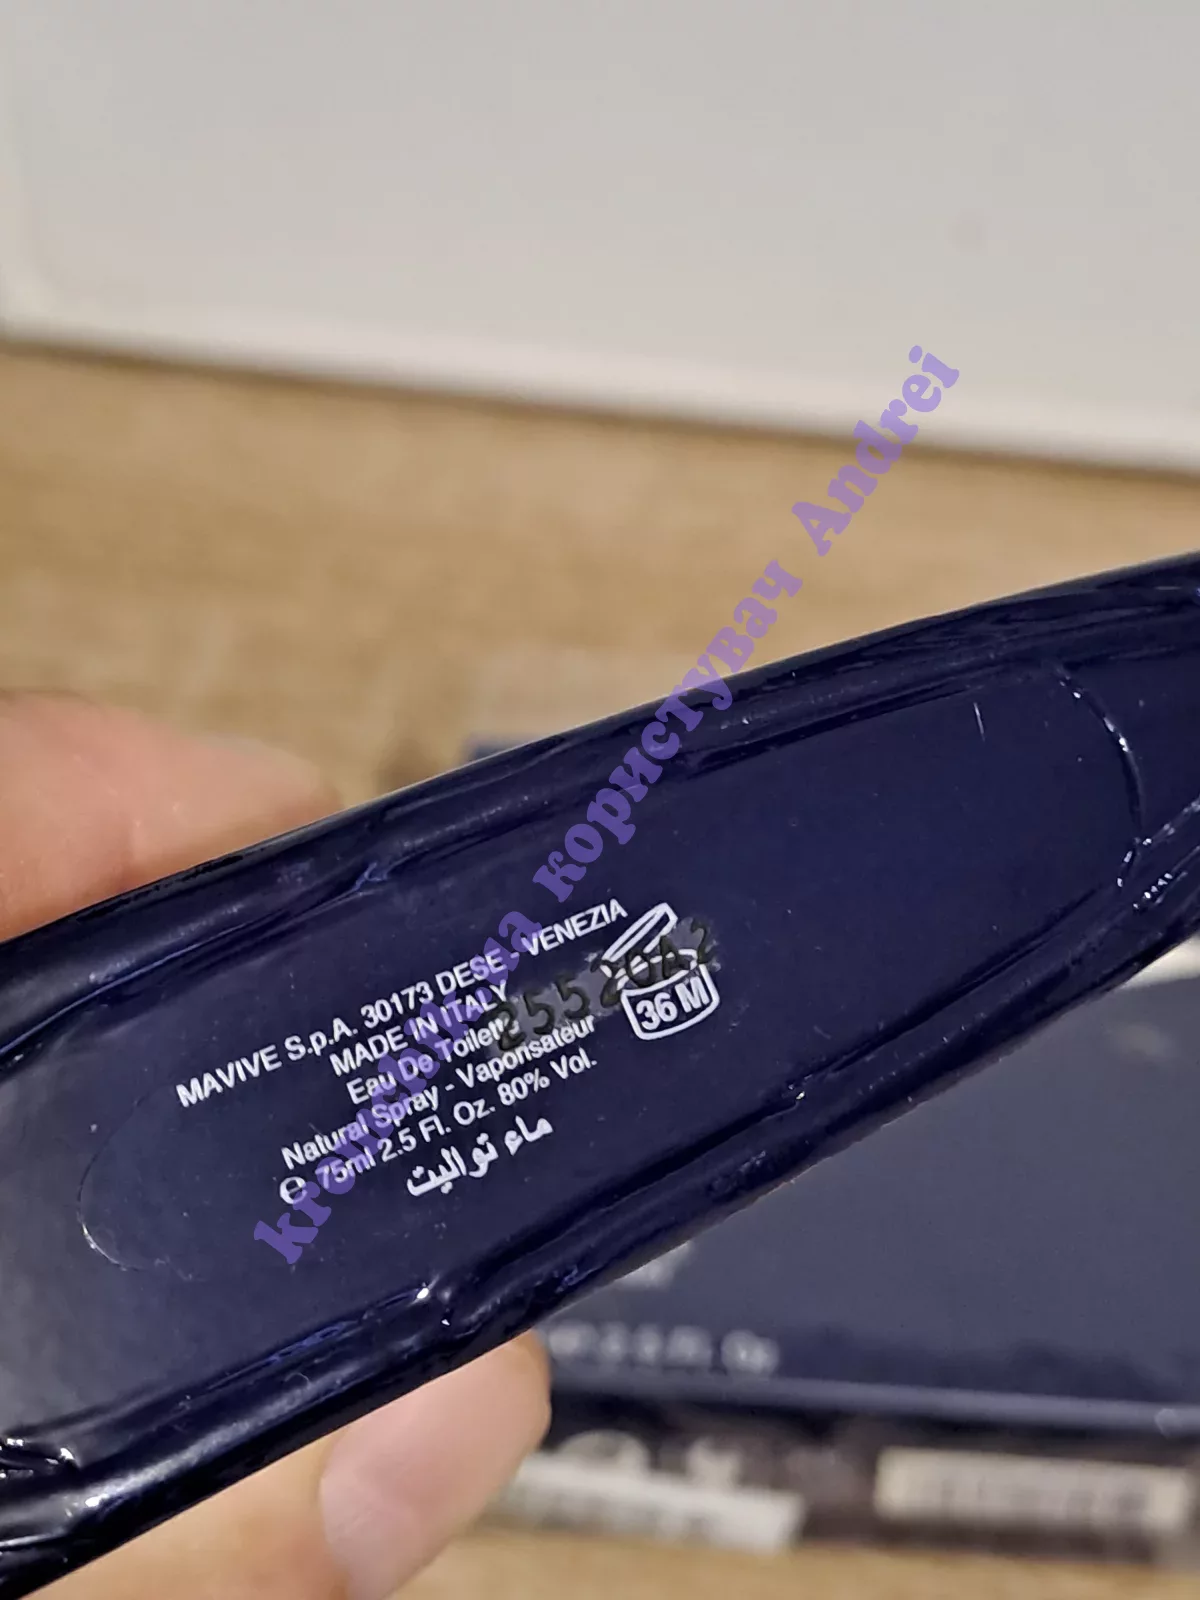 MAVIVE S.p.A. 30173 DESE - VENEZIA
MADE IN ITALY
Eau De Toilette
Natural Spray - Vaporisateur
e 75ml 2.5 Fl. Oz. 80% Vol.
ماء تواليت
36 M
користувач Andrei